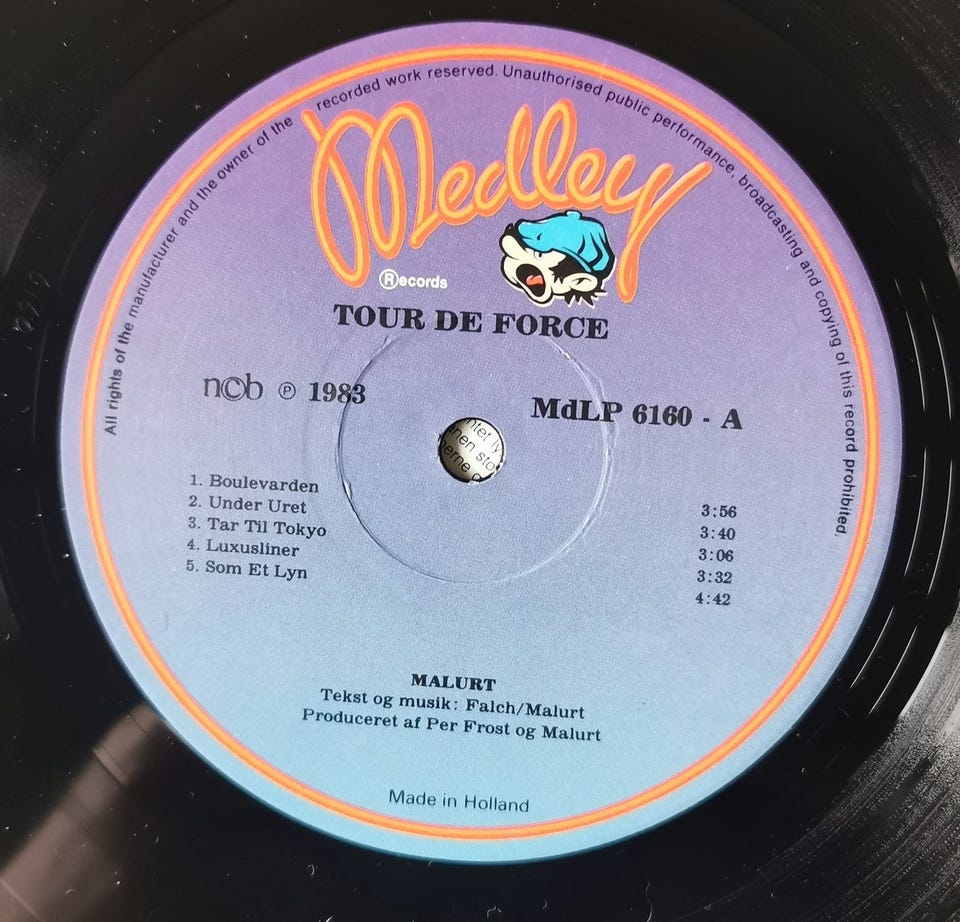 All rights of the manufacturer and the owner of the recorded work reserved. Unauthorised public performance, broadcasting and copying of this record prohibited.
Medley
®ecords
TOUR DE FORCE
ncb ℗ 1983
MdLP 6160 - A
1. Boulevarden 3:56
2. Under Uret 3:40
3. Tar Til Tokyo 3:06
4. Luxusliner 3:32
5. Som Et Lyn 4:42
MALURT
Tekst og musik: Falch/Malurt
Produceret af Per Frost og Malurt
Made in Holland